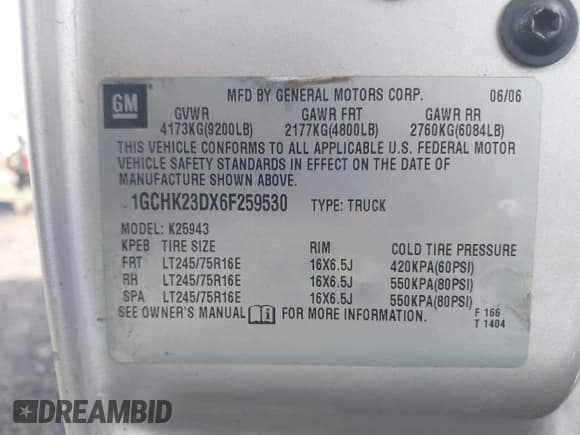 GM
MFD BY GENERAL MOTORS CORP. 06/06
GVWR GAWR FRT GAWR RR
4173KG(9200LB) 2177KG(4800LB) 2760KG(6084LB)
THIS VEHICLE CONFORMS TO ALL APPLICABLE U.S. FEDERAL MOTOR
VEHICLE SAFETY STANDARDS IN EFFECT ON THE DATE OF
MANUFACTURE SHOWN ABOVE.
1GCHK23DX6F259530 TYPE: TRUCK
MODEL: K25943
KPEB TIRE SIZE RIM COLD TIRE PRESSURE
FRT LT245/75R16E 16X6.5J 420KPA(60PSI)
RR LT245/75R16E 16X6.5J 550KPA(80PSI)
SPA LT245/75R16E 16X6.5J 550KPA(80PSI)
SEE OWNER'S MANUAL FOR MORE INFORMATION. F 166
T 1404
DREAMBID